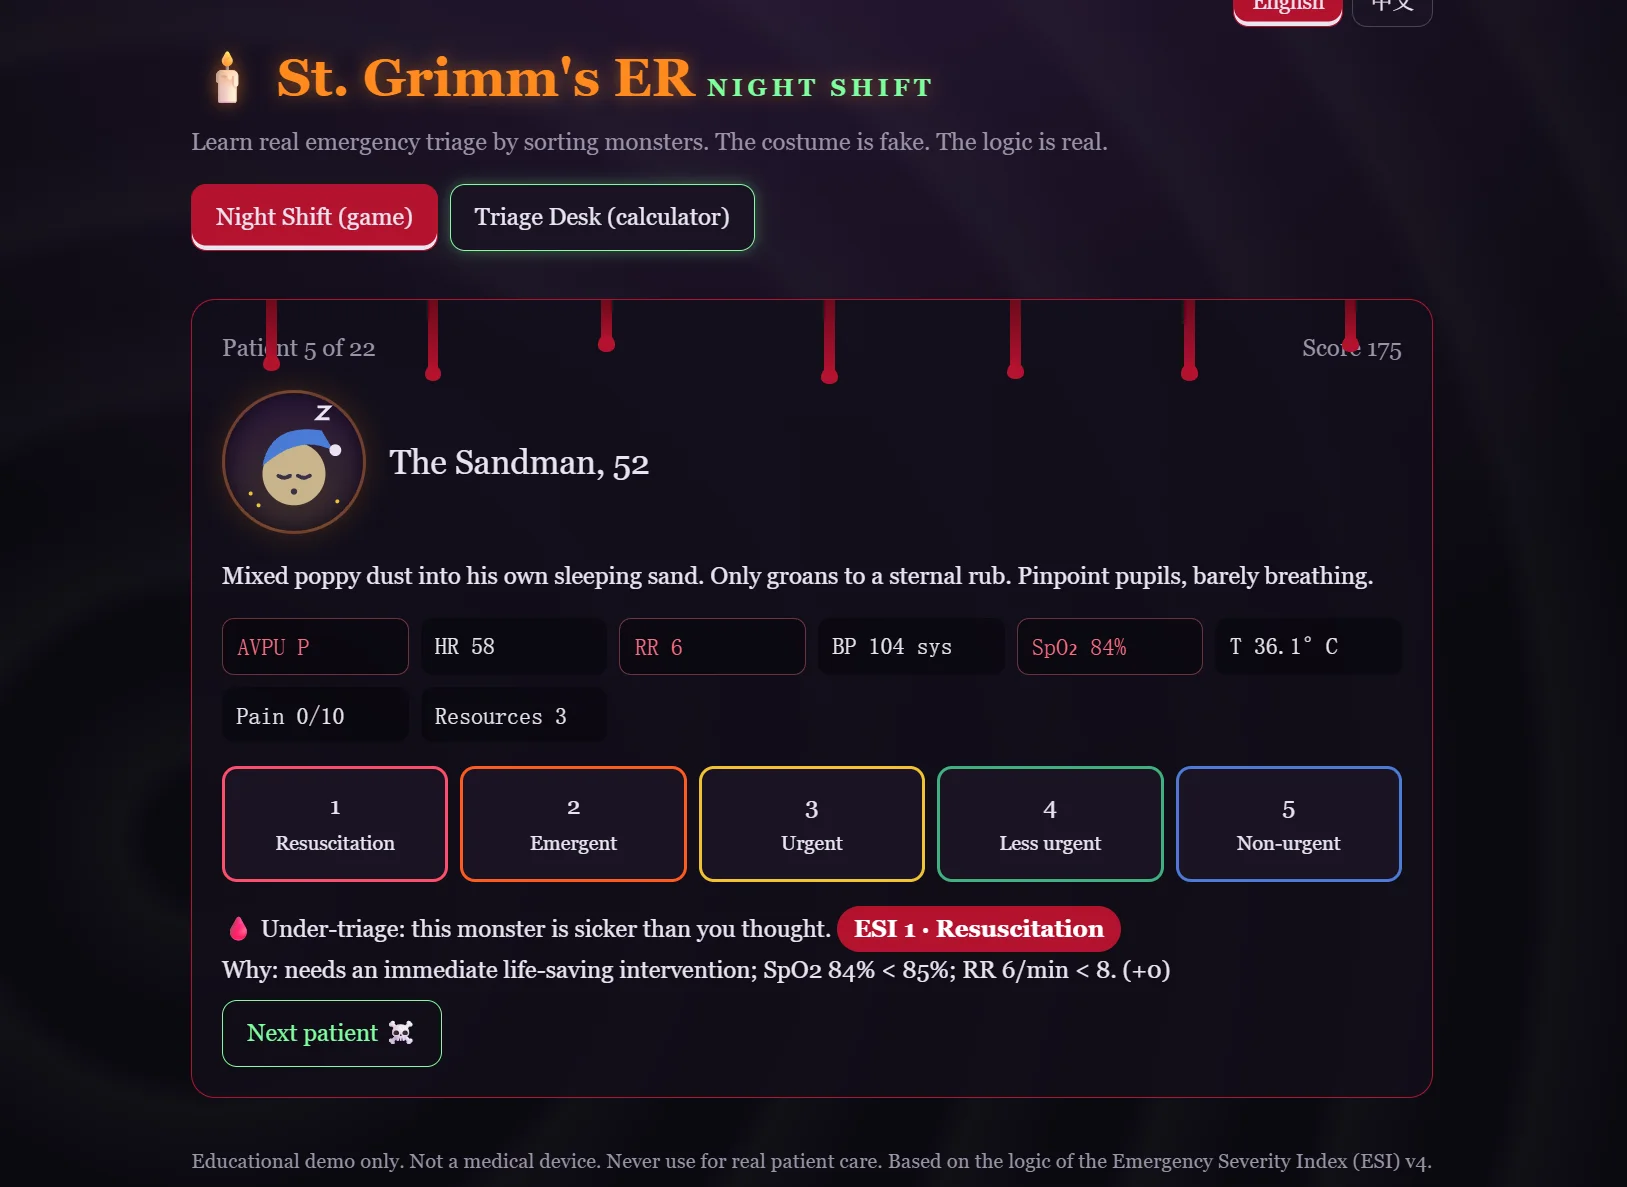 English 中文
St. Grimm's ER NIGHT SHIFT
Learn real emergency triage by sorting monsters. The costume is fake. The logic is real.
Night Shift (game) Triage Desk (calculator)
Patient 5 of 22 Score 175
Z
The Sandman, 52
Mixed poppy dust into his own sleeping sand. Only groans to a sternal rub. Pinpoint pupils, barely breathing.
AVPU P HR 58 RR 6 BP 104 sys SpO₂ 84% T 36.1° C
Pain 0/10 Resources 3
1 2 3 4 5
Resuscitation Emergent Urgent Less urgent Non-urgent
Under-triage: this monster is sicker than you thought. ESI 1 · Resuscitation
Why: needs an immediate life-saving intervention; SpO2 84% < 85%; RR 6/min < 8. (+0)
Next patient
Educational demo only. Not a medical device. Never use for real patient care. Based on the logic of the Emergency Severity Index (ESI) v4.